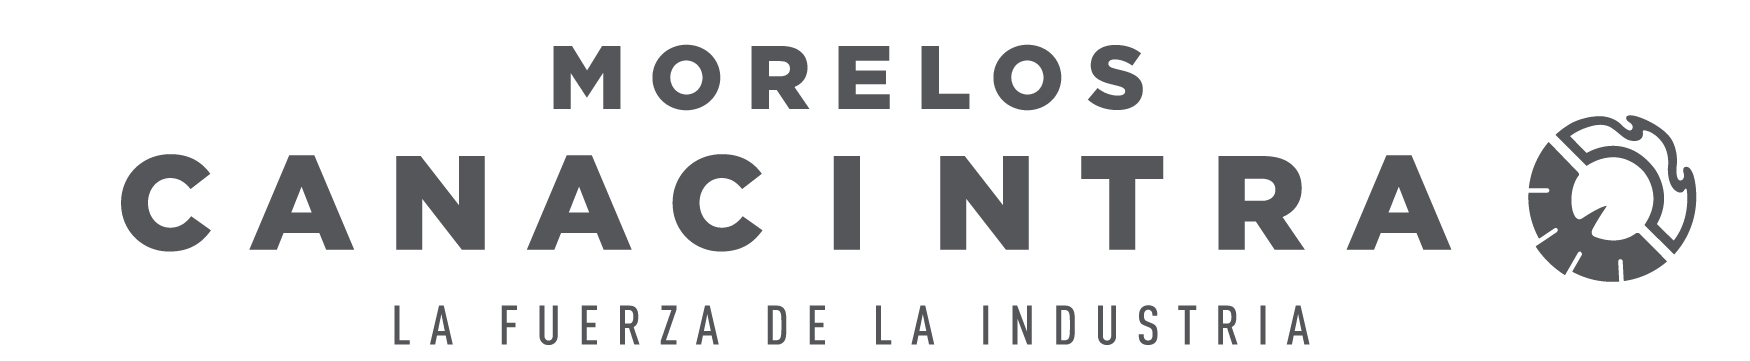 MORELOS
CANACINTRA
LA FUERZA DE LA INDUSTRIA